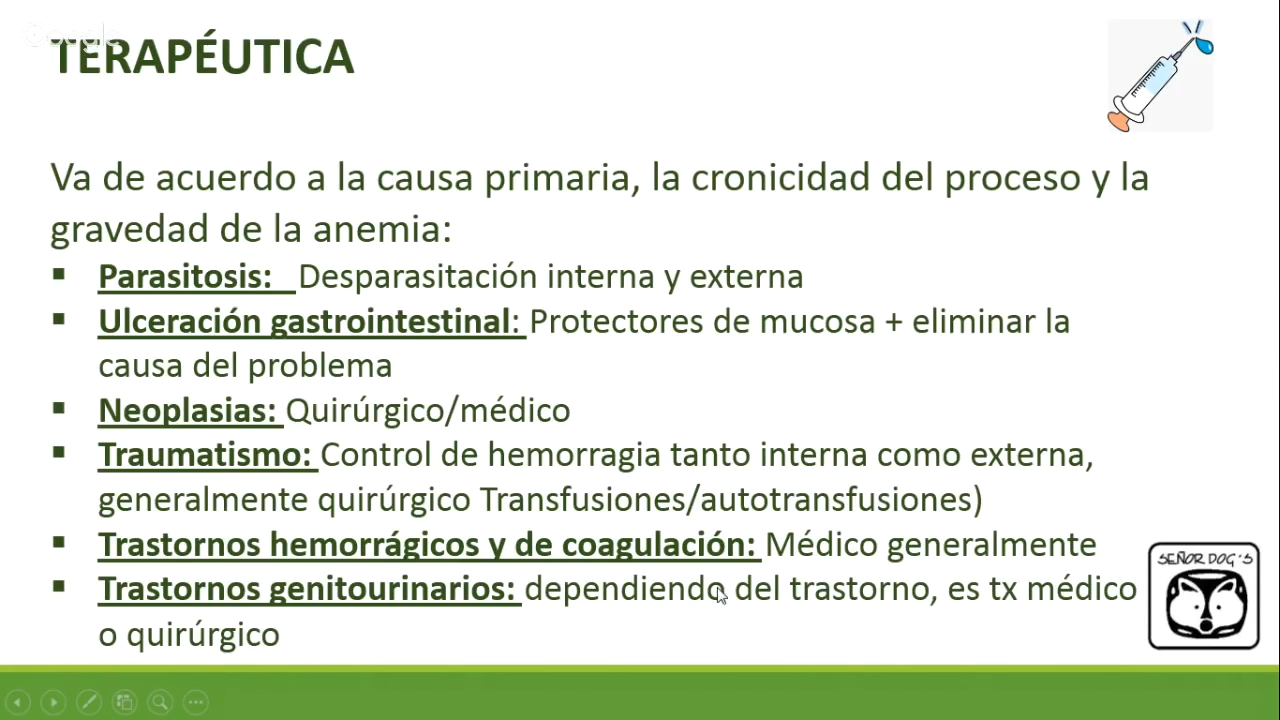 Google
TERAPÉUTICA
Va de acuerdo a la causa primaria, la cronicidad del proceso y la
gravedad de la anemia:
▪ Parasitosis: Desparasitación interna y externa
▪ Ulceración gastrointestinal: Protectores de mucosa + eliminar la
causa del problema
▪ Neoplasias: Quirúrgico/médico
▪ Traumatismo: Control de hemorragia tanto interna como externa,
generalmente quirúrgico Transfusiones/autotransfusiones)
▪ Trastornos hemorrágicos y de coagulación: Médico generalmente
▪ Trastornos genitourinarios: dependiendo del trastorno, es tx médico
o quirúrgico
SEÑOR DOG'S